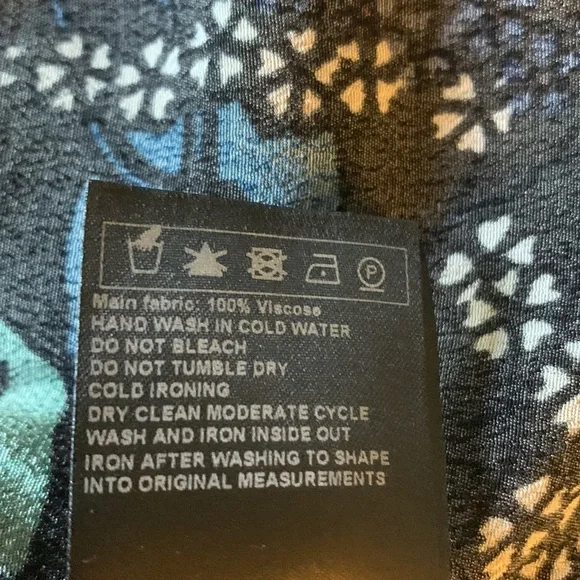 P
Main fabric: 100% Viscose
HAND WASH IN COLD WATER
DO NOT BLEACH
DO NOT TUMBLE DRY
COLD IRONING
DRY CLEAN MODERATE CYCLE
WASH AND IRON INSIDE OUT
IRON AFTER WASHING TO SHAPE
INTO ORIGINAL MEASUREMENTS